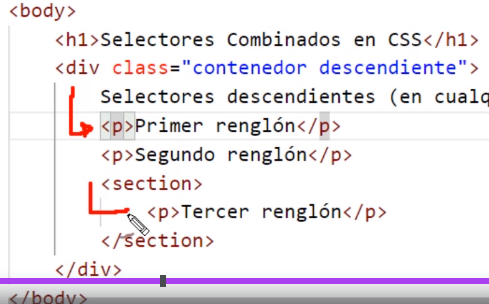 <body>
<h1>Selectores Combinados en CSS</h1>
<div class="contenedor descendiente">
Selectores descendientes (en cualq
<p>Primer renglón</p>
<p>Segundo renglón</p>
<section>
<p>Tercer renglón</p>
</section>
</div>
</body>